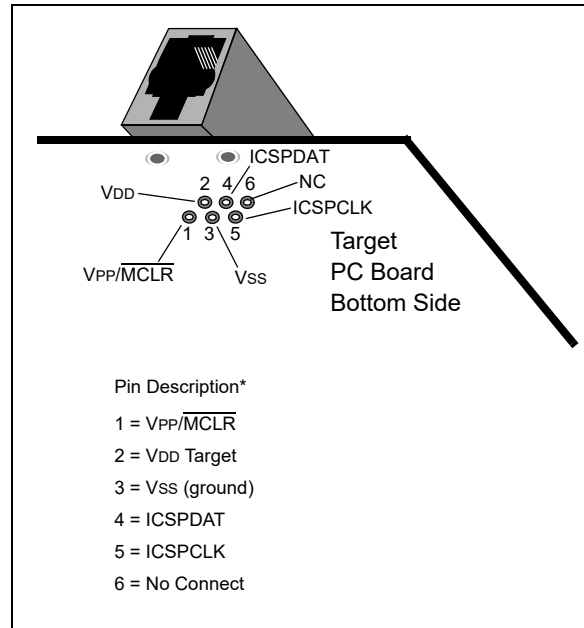 ICSPDAT
VDD
2 4 6
NC
ICSPCLK
1 3 5
VPP/MCLR
VSS
Target
PC Board
Bottom Side
Pin Description*
1 = VPP/MCLR
2 = VDD Target
3 = VSS (ground)
4 = ICSPDAT
5 = ICSPCLK
6 = No Connect